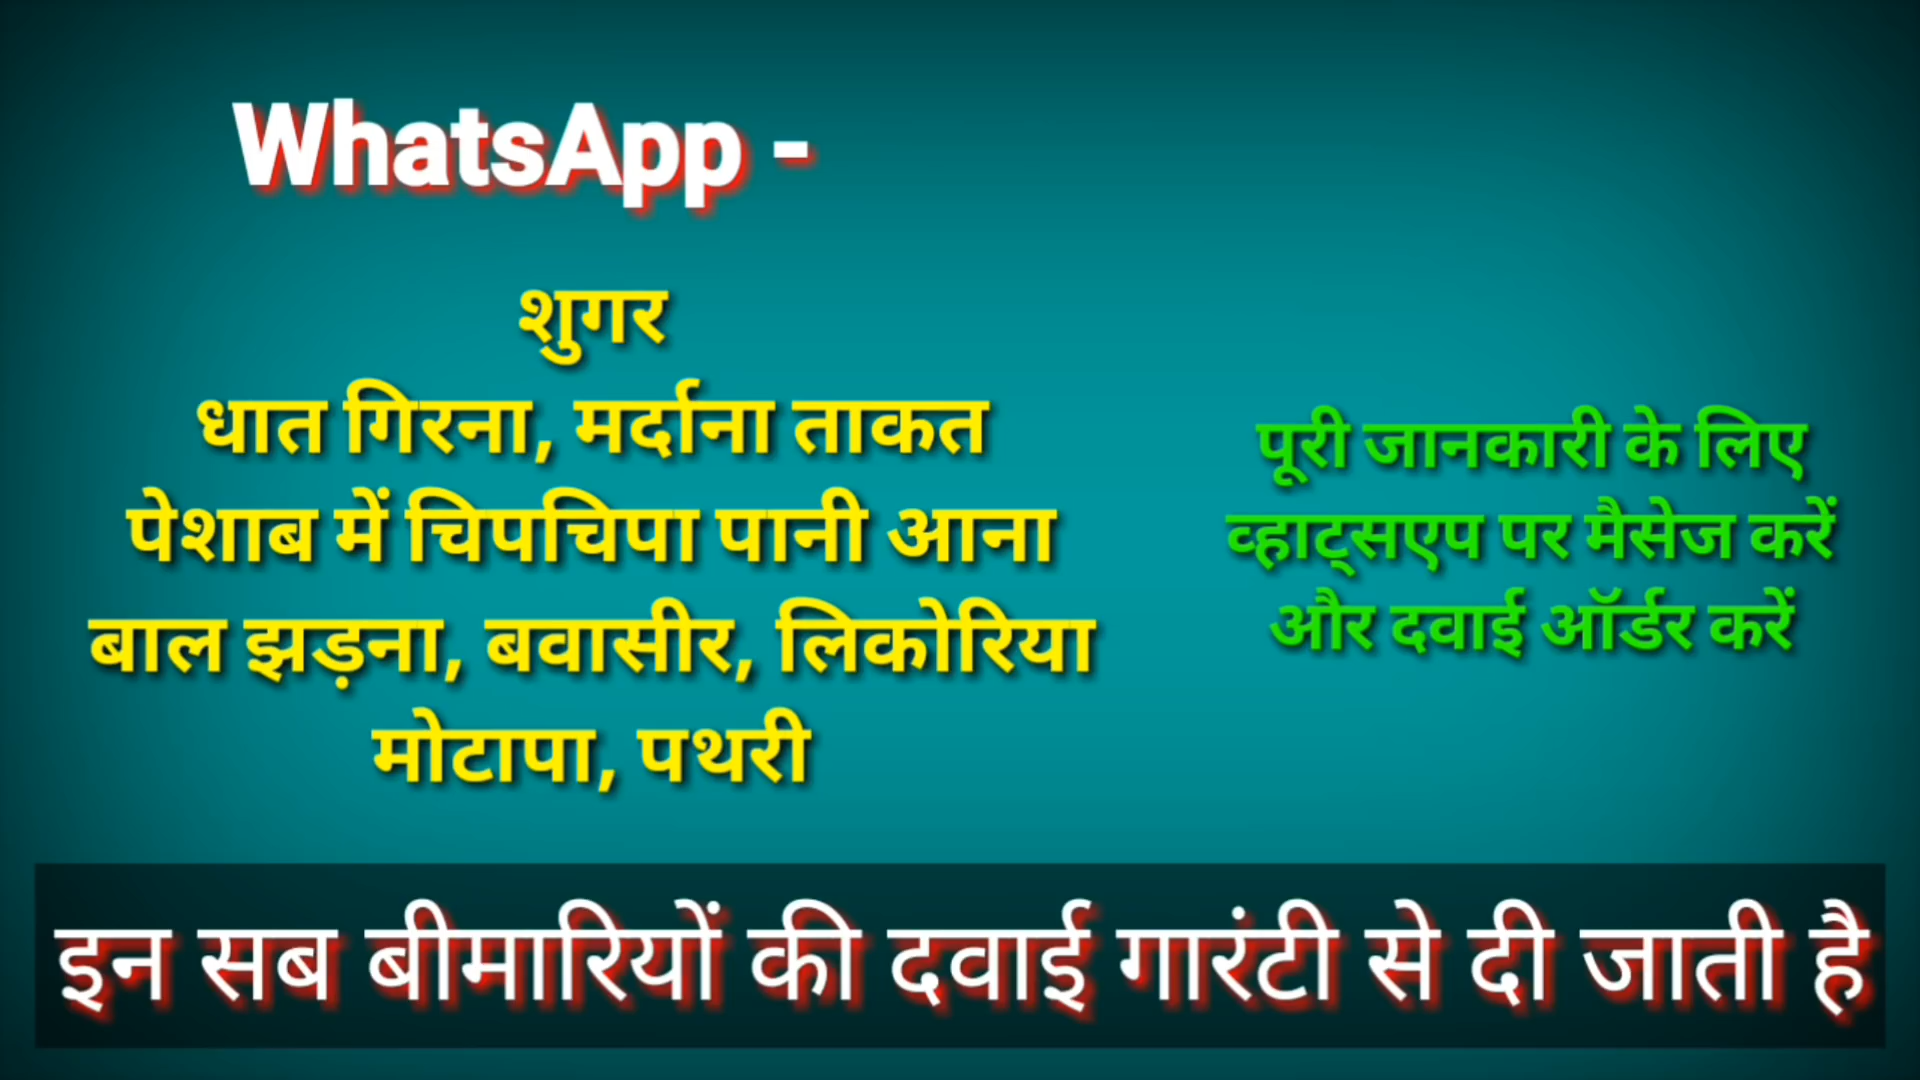 WhatsApp -
शुगर
धात गिरना, मर्दाना ताकत
पेशाब में चिपचिपा पानी आना
बाल झड़ना, बवासीर, लिकोरिया
मोटापा, पथरी
पूरी जानकारी के लिए
व्हाट्सएप पर मैसेज करें
और दवाई ऑर्डर करें
इन सब बीमारियों की दवाई गारंटी से दी जाती है